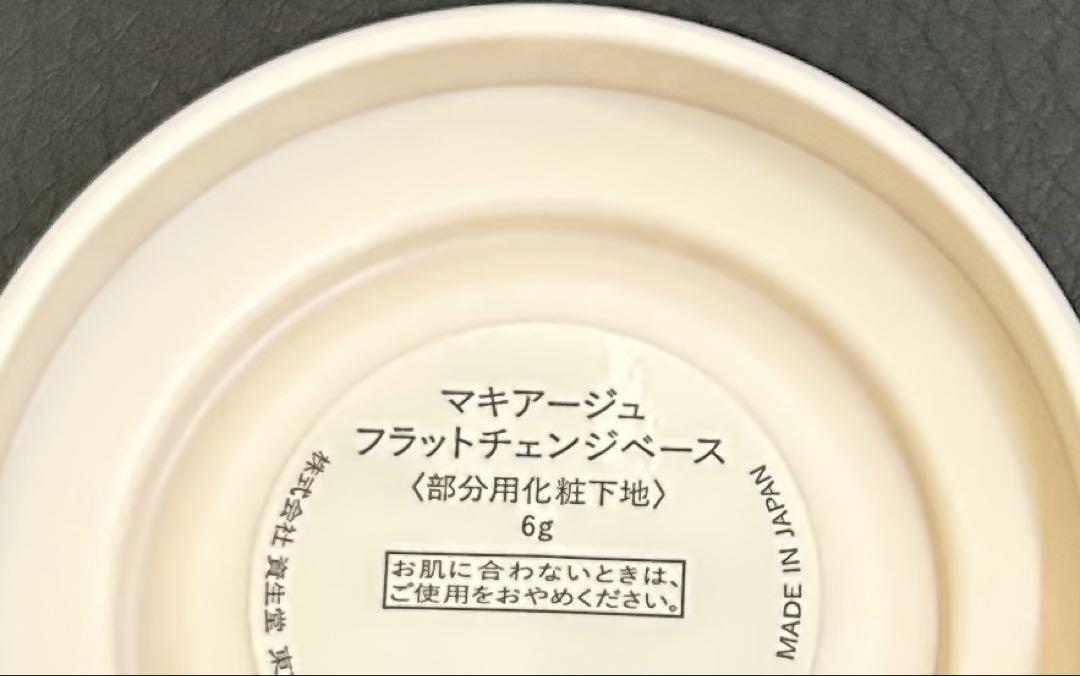 マキアージュ
フラットチェンジベース
〈部分用化粧下地〉
6g
お肌に合わないときは、
ご使用をおやめください。
株式会社 資生堂 東
MADE IN JAPAN